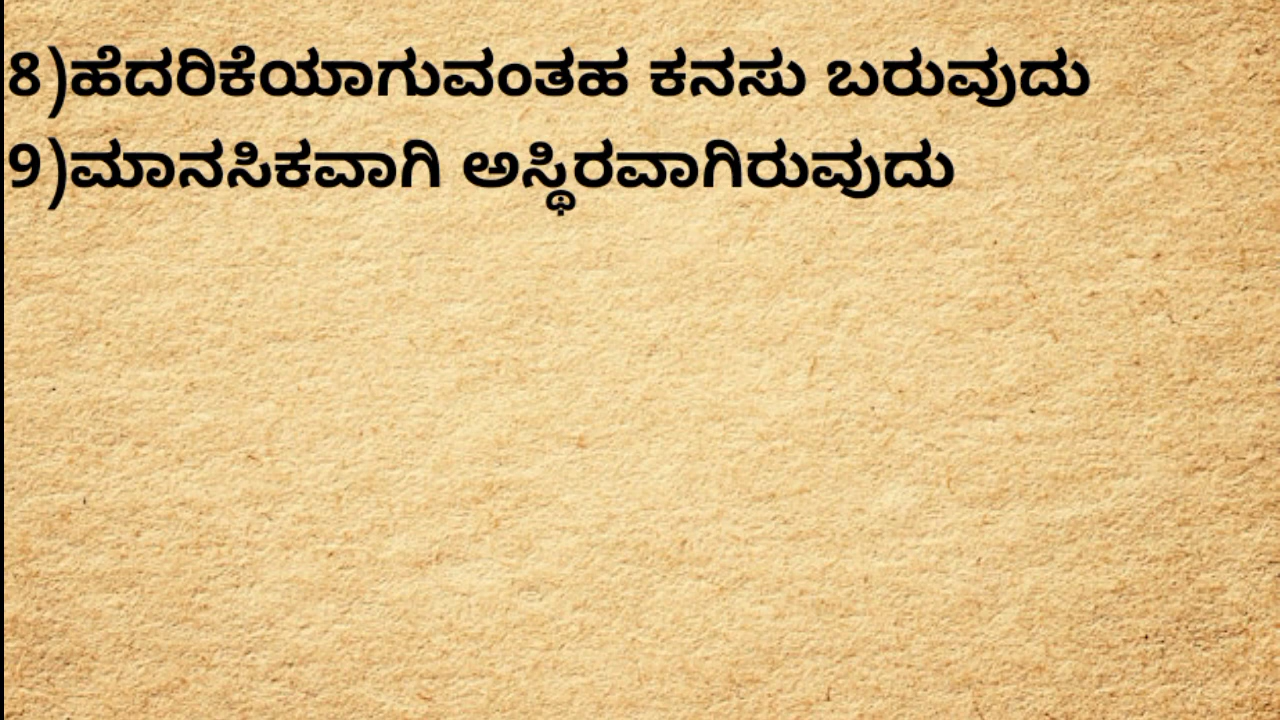 8)ಹೆದರಿಕೆಯಾಗುವಂತಹ ಕನಸು ಬರುವುದು
9)ಮಾನಸಿಕವಾಗಿ ಅಸ್ಥಿರವಾಗಿರುವುದು